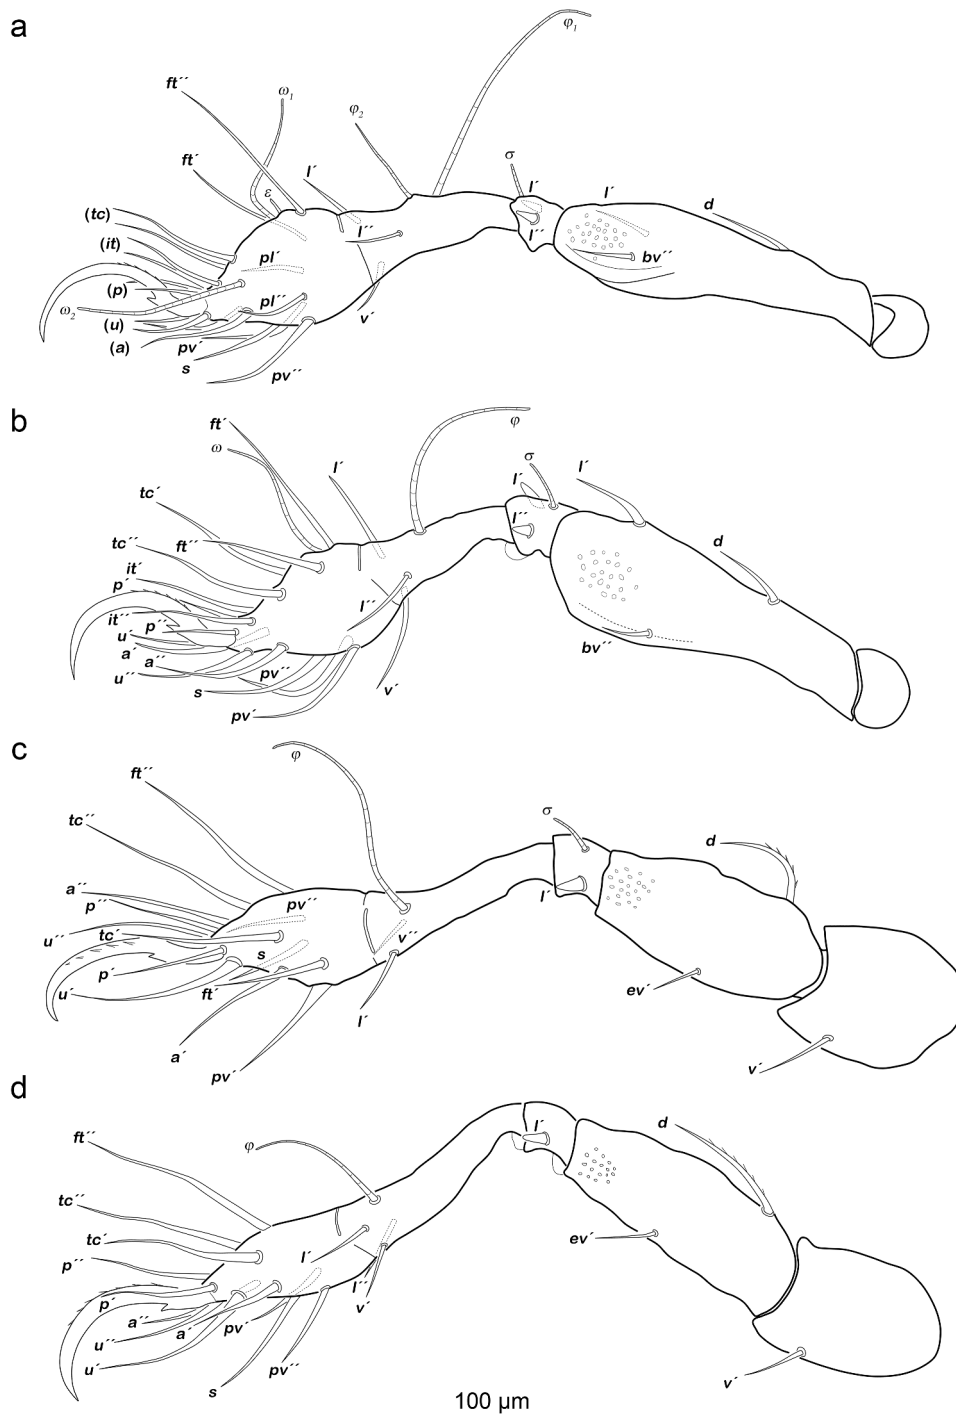 a
φ₁
ft´´
ω₁
φ₂
ft´
l´
σ
ε
l´
l´
d
(tc)
l´´
l´´
(it)
pl´
bv´´
(p)
pl´´
ω₂
(u)
v´
(a)
pv´
s
pv´´
b
ft´
φ
ω
l´
σ
l´
l´
tc´
l´´
d
tc´´
ft´´
it´
p´
l´´
it´´
p´´
u´
bv´´
a´
a´´
u´´
pv´´
s
v´
pv´
c
φ
ft´´
σ
tc´´
d
a´´
p´´
pv´´
l´
u´´
tc´
v´´
s
p´
ev´
u´
ft´
l´
a´
v´
pv´
d
ft´´
φ
l´
d
tc´´
tc´
p´´
l´
ev´
p´
l´´
a´´
v´
a´
pv´
u´´
u´
pv´´
s
v´
100 µm